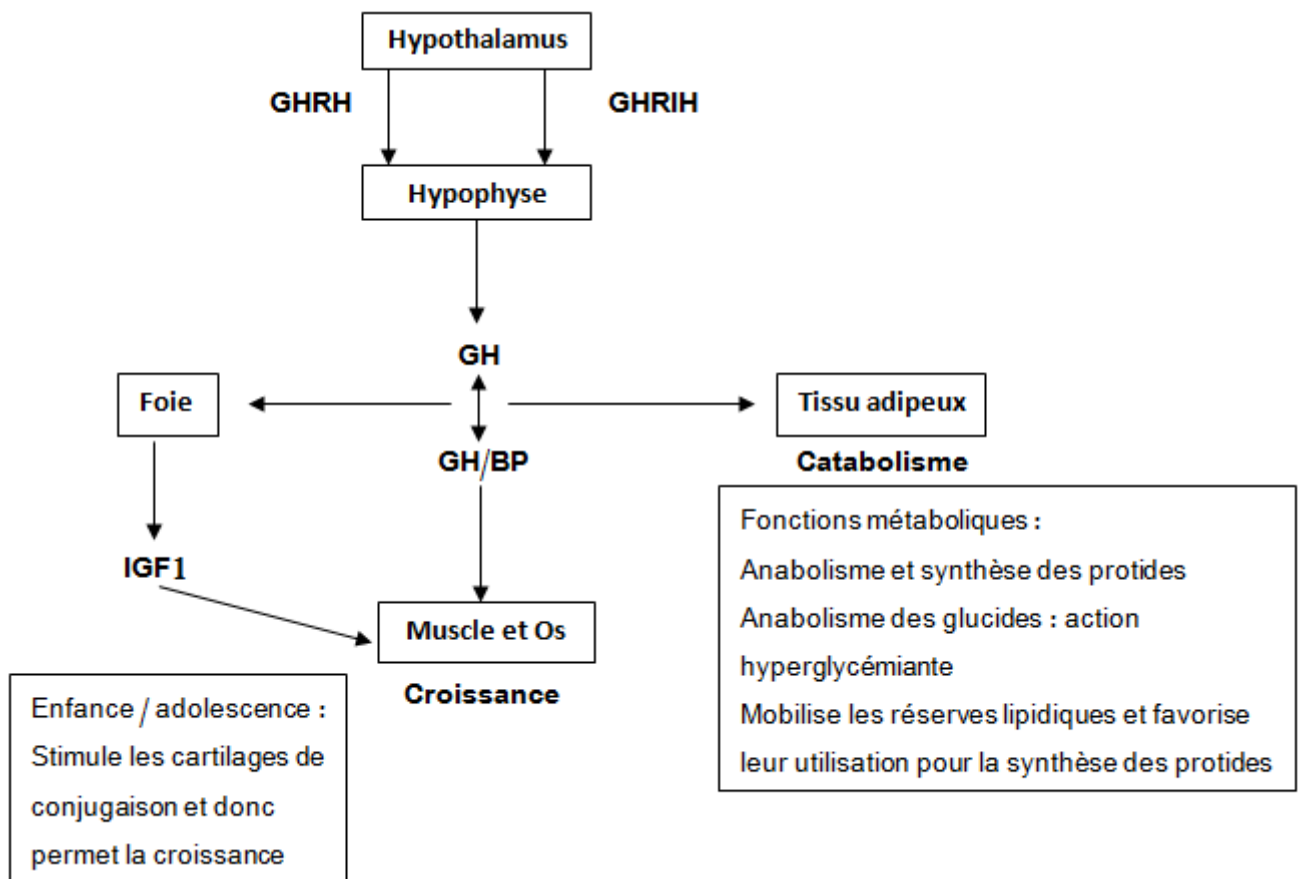 Hypothalamus
GHRH
GHRIH
Hypophyse
GH
Foie
Tissu adipeux
GH/BP
Catabolisme
IGF1
Muscle et Os
Croissance
Enfance / adolescence :
Stimule les cartilages de
conjugaison et donc
permet la croissance
Fonctions métaboliques :
Anabolisme et synthèse des protides
Anabolisme des glucides : action
hyperglycémiante
Mobilise les réserves lipidiques et favorise
leur utilisation pour la synthèse des protides